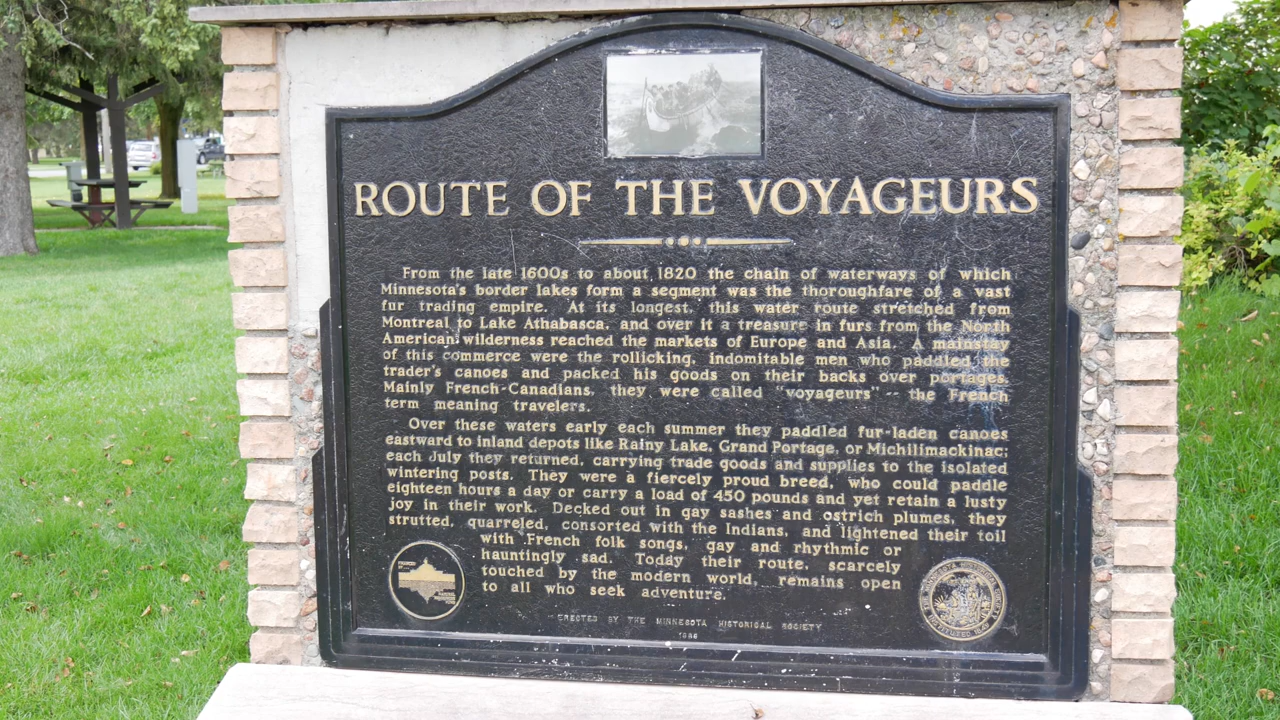 ROUTE OF THE VOYAGEURS
From the late 1600s to about 1820 the chain of waterways of which
Minnesota's border lakes form a segment was the thoroughfare of a vast
fur trading empire. At its longest, this water route stretched from
Montreal to Lake Athabasca, and over it a treasure in furs from the North
American wilderness reached the markets of Europe and Asia. A mainstay
of this commerce were the rollicking, indomitable men who paddled the
trader's canoes and packed his goods on their backs over portages.
Mainly French-Canadians, they were called "voyageurs" -- the French
term meaning travelers.
Over these waters early each summer they paddled fur-laden canoes
eastward to inland depots like Rainy Lake, Grand Portage, or Michilimackinac;
each July they returned, carrying trade goods and supplies to the isolated
wintering posts. They were a fiercely proud breed, who could paddle
eighteen hours a day or carry a load of 450 pounds and yet retain a lusty
joy in their work. Decked out in gay sashes and ostrich plumes, they
strutted, quarreled, consorted with the Indians, and lightened their toil
with French folk songs, gay and rhythmic or
hauntingly sad. Today their route, scarcely
touched by the modern world, remains open
to all who seek adventure.
ERECTED BY THE MINNESOTA HISTORICAL SOCIETY
1968
MINNESOTA HISTORICAL SOCIETY
INSTITUTED 1849